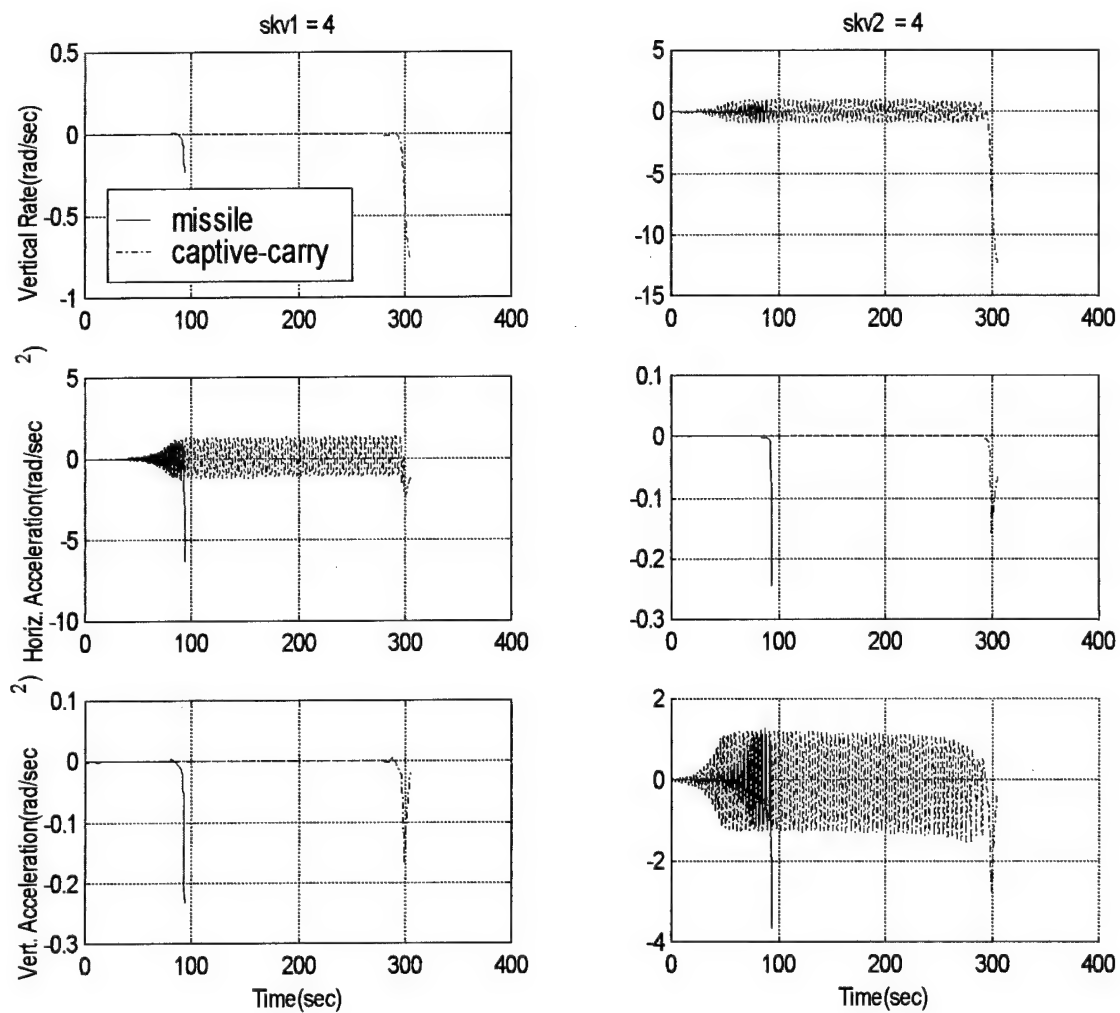 skv1 = 4
skv2 = 4
Vertical Rate(rad/sec)
0.5
0
-0.5
-1
missile
captive-carry
0 100 200 300 400
5
0
-5
-10
-15
0 100 200 300 400
Horiz. Acceleration(rad/sec 2)
5
0
-5
-10
0 100 200 300 400
0.1
0
-0.1
-0.2
-0.3
0 100 200 300 400
Vert. Acceleration(rad/sec 2)
0.1
0
-0.1
-0.2
-0.3
0 100 200 300 400
Time(sec)
2
0
-2
-4
0 100 200 300 400
Time(sec)